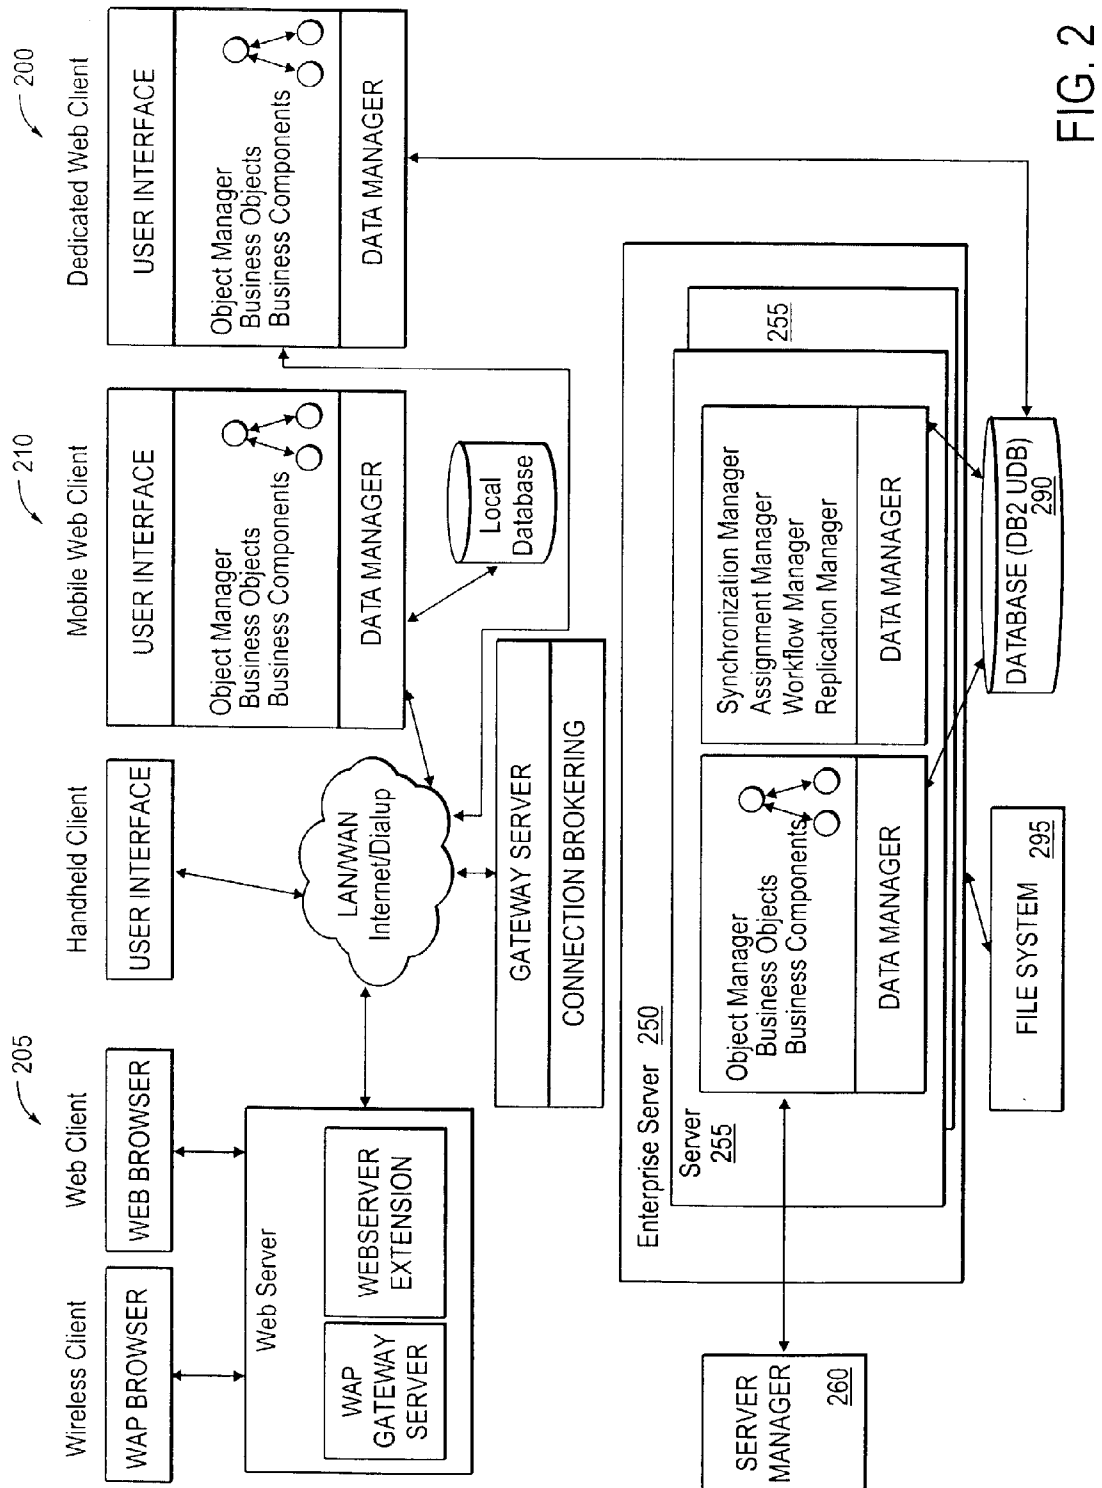 Wireless Client
WAP BROWSER
Web Client
WEB BROWSER
205
Web Server
WAP
GATEWAY
SERVER
WEBSERVER
EXTENSION
Handheld Client
USER INTERFACE
Mobile Web Client
210
USER INTERFACE
Object Manager
Business Objects
Business Components
DATA MANAGER
Dedicated Web Client
200
USER INTERFACE
Object Manager
Business Objects
Business Components
DATA MANAGER
LAN/WAN
Internet/Dialup
Local
Database
GATEWAY SERVER
CONNECTION BROKERING
Enterprise Server 250
Server
255
255
Object Manager
Business Objects
Business Components
DATA MANAGER
Synchronization Manager
Assignment Manager
Workflow Manager
Replication Manager
DATA MANAGER
SERVER
MANAGER
260
FILE SYSTEM
295
DATABASE (DB2 UDB)
290
FIG. 2